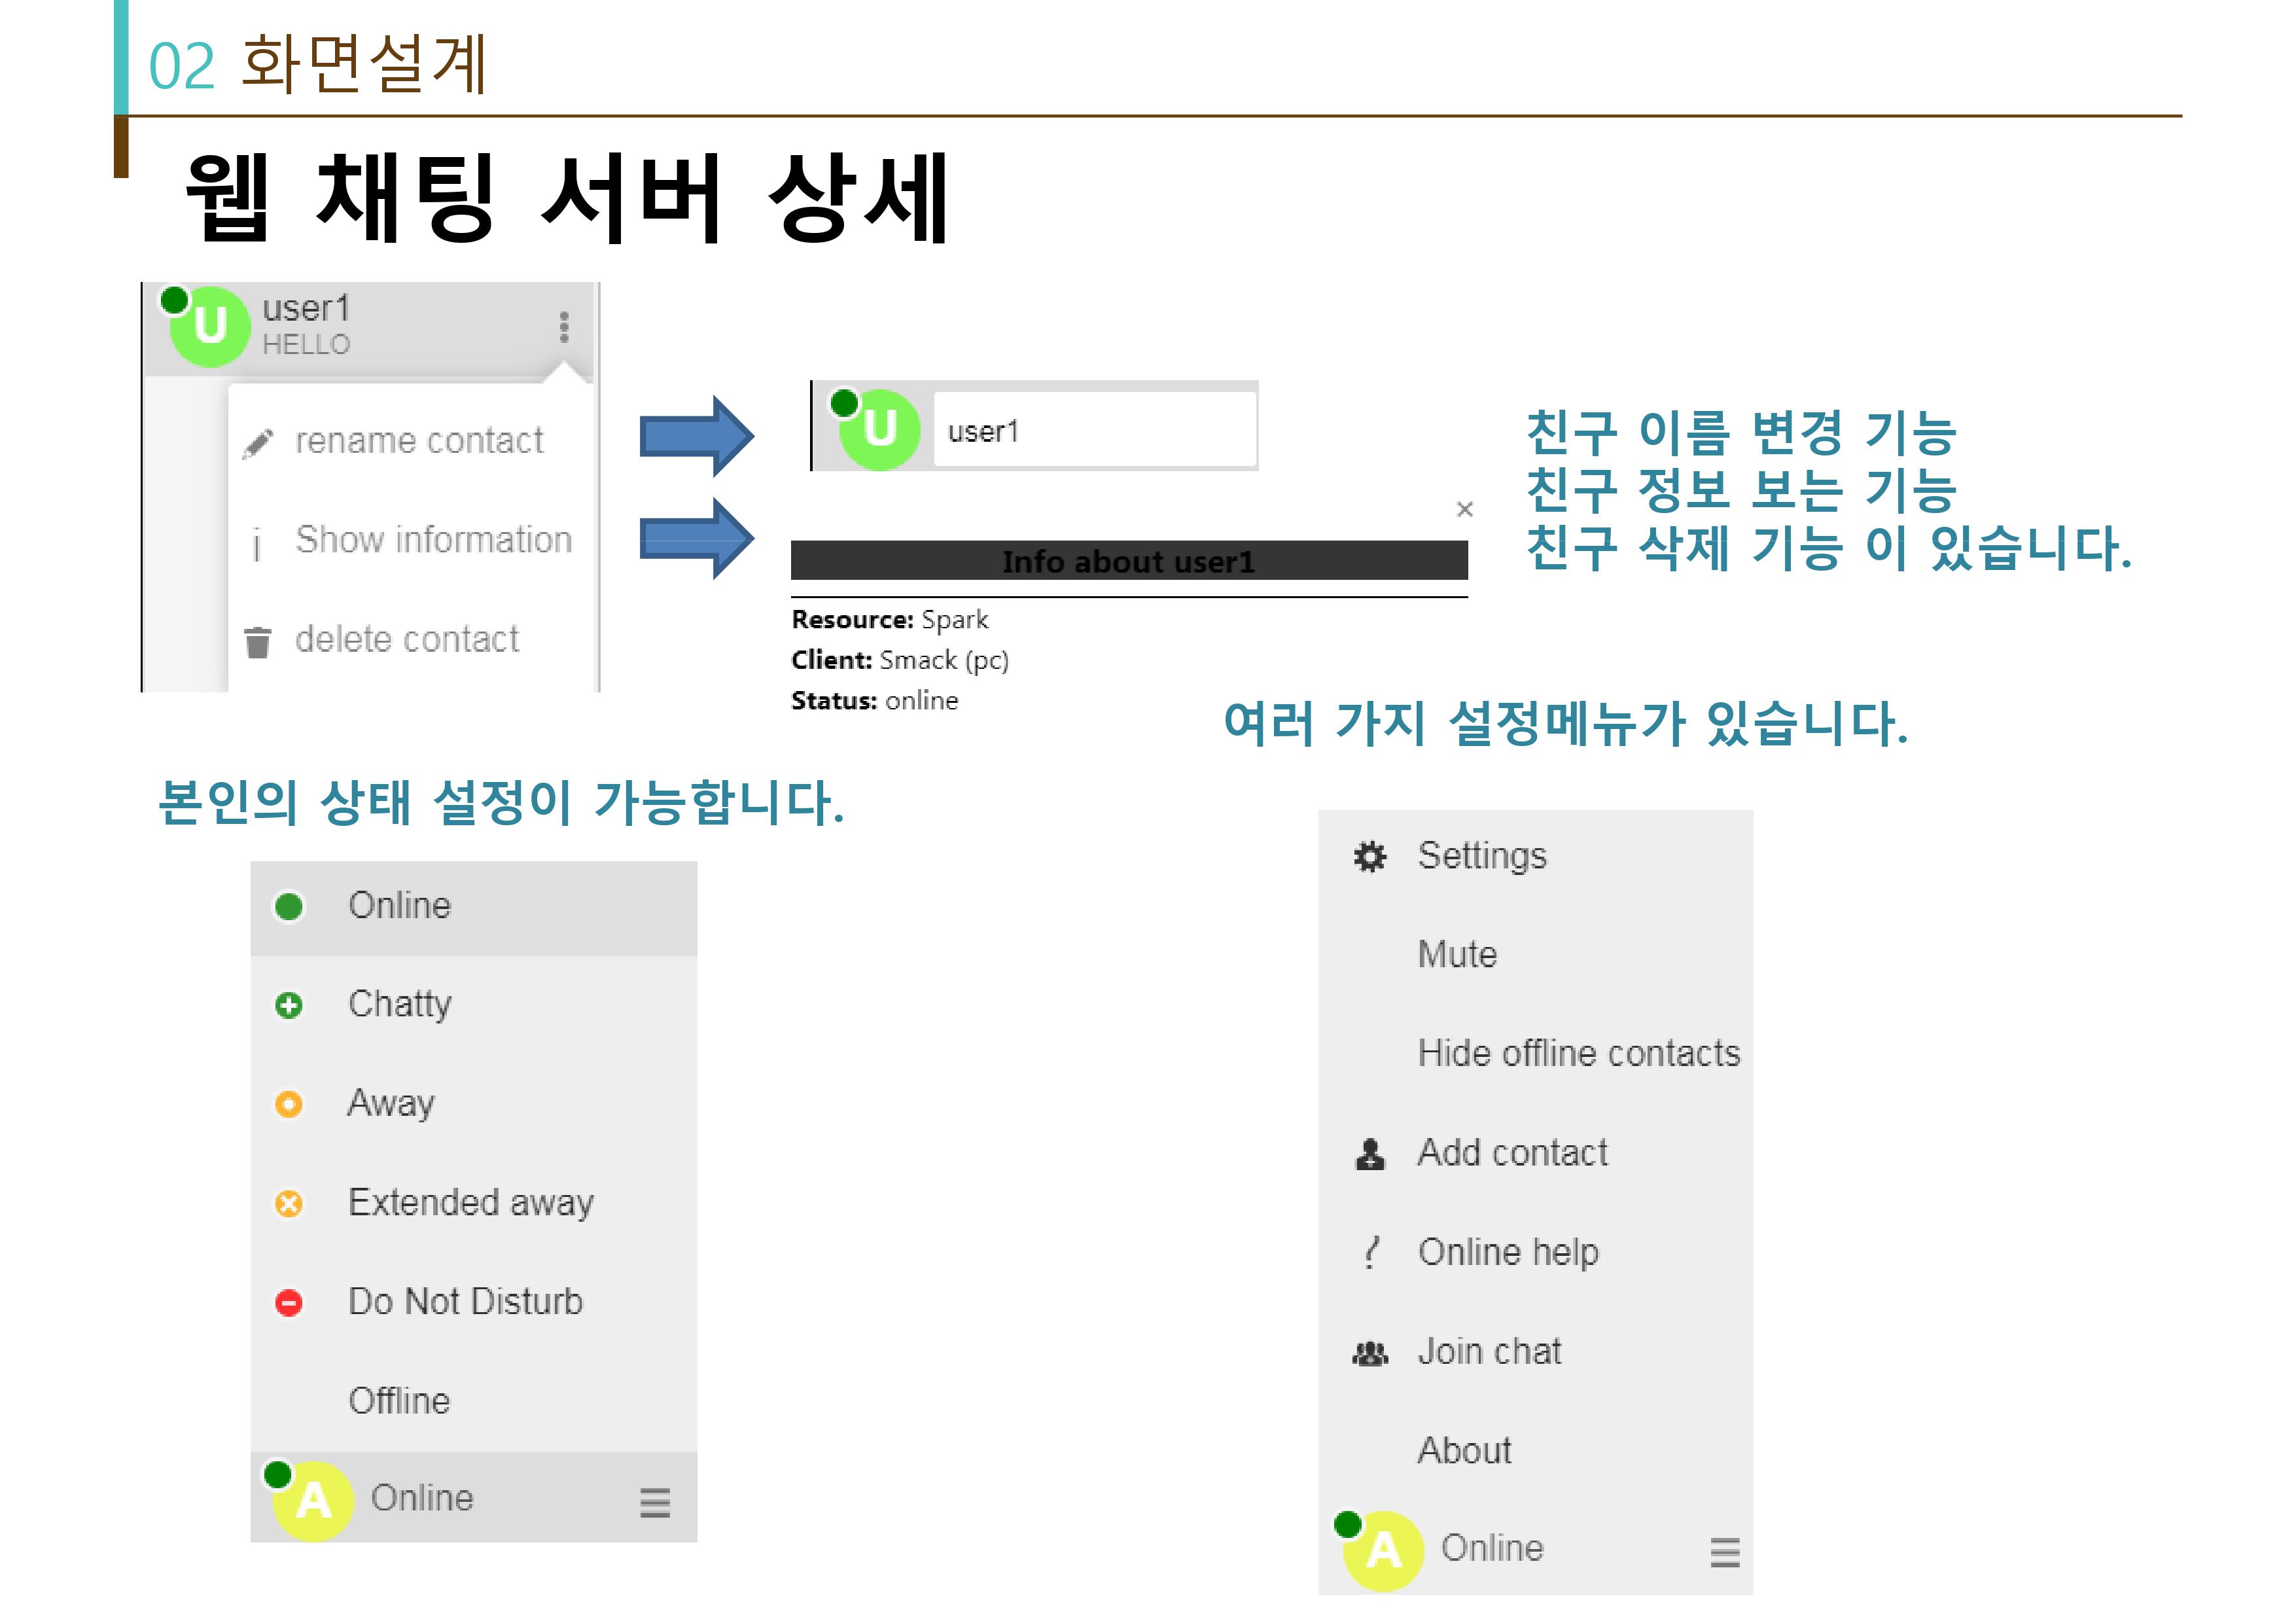 02 화면설계
웹 채팅 서버 상세
U
user1
HELLO
rename contact
Show information
delete contact
U
user1
친구 이름 변경 기능
친구 정보 보는 기능
친구 삭제 기능 이 있습니다.
Info about user1
Resource: Spark
Client: Smack (pc)
Status: online
여러 가지 설정메뉴가 있습니다.
본인의 상태 설정이 가능합니다.
Online
Chatty
Away
Extended away
Do Not Disturb
Offline
A
Online
Settings
Mute
Hide offline contacts
Add contact
Online help
Join chat
About
A
Online